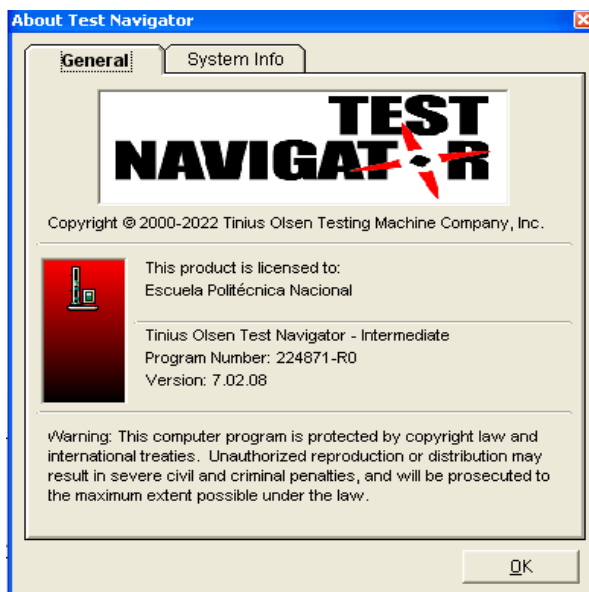 About Test Navigator
General
System Info
TEST
NAVIGATOR
Copyright © 2000-2022 Tinius Olsen Testing Machine Company, Inc.
This product is licensed to:
Escuela Politécnica Nacional
Tinius Olsen Test Navigator - Intermediate
Program Number: 224871-R0
Version: 7.02.08
Warning: This computer program is protected by copyright law and
international treaties. Unauthorized reproduction or distribution may
result in severe civil and criminal penalties, and will be prosecuted to
the maximum extent possible under the law.
OK